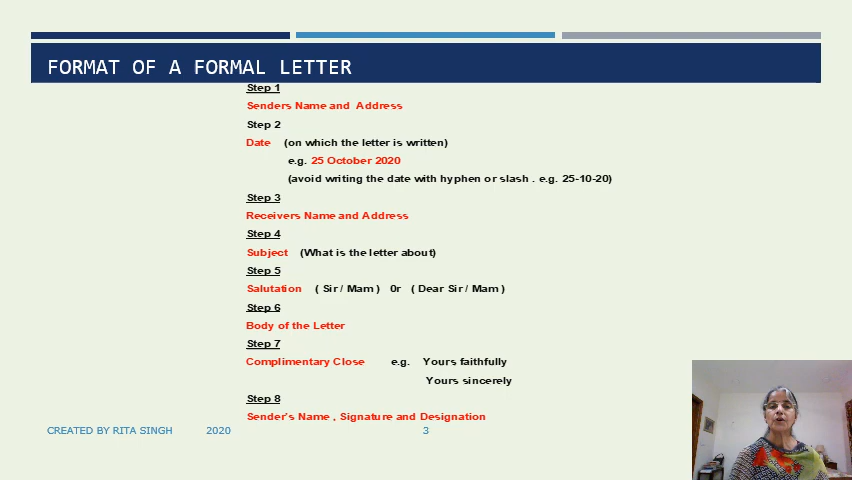 FORMAT OF A FORMAL LETTER
Step 1
Senders Name and Address
Step 2
Date (on which the letter is written)
e.g. 25 October 2020
(avoid writing the date with hyphen or slash . e.g. 25-10-20)
Step 3
Receivers Name and Address
Step 4
Subject (What is the letter about)
Step 5
Salutation ( Sir / Mam ) 0r ( Dear Sir / Mam )
Step 6
Body of the Letter
Step 7
Complimentary Close e.g. Yours faithfully
Yours sincerely
Step 8
Sender's Name , Signature and Designation
CREATED BY RITA SINGH 2020 3